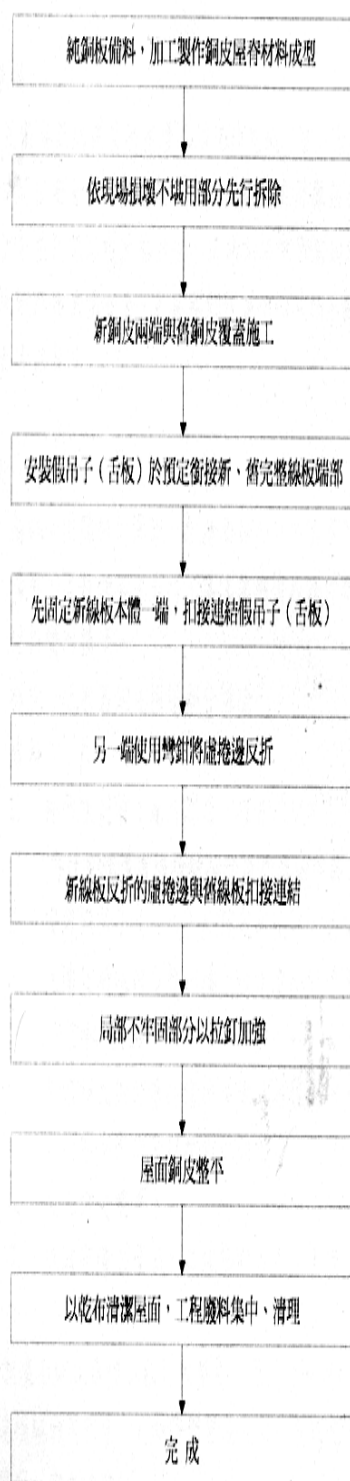 純銅板備料，加工製作銅皮屋脊材料成型
依現場損壞不堪用部分先行拆除
新銅皮兩端與舊銅皮覆蓋施工
安裝假吊子（舌板）於預定銜接新、舊完整線板端部
先固定新線板本體一端，扣接連結假吊子（舌板）
另一端使用彎鉗將虛捲邊反折
新線板反折的虛捲邊與舊線板扣接連結
局部不牢固部分以拉釘加強
屋面銅皮整平
以乾布清潔屋面，工程廢料集中、清理
完成